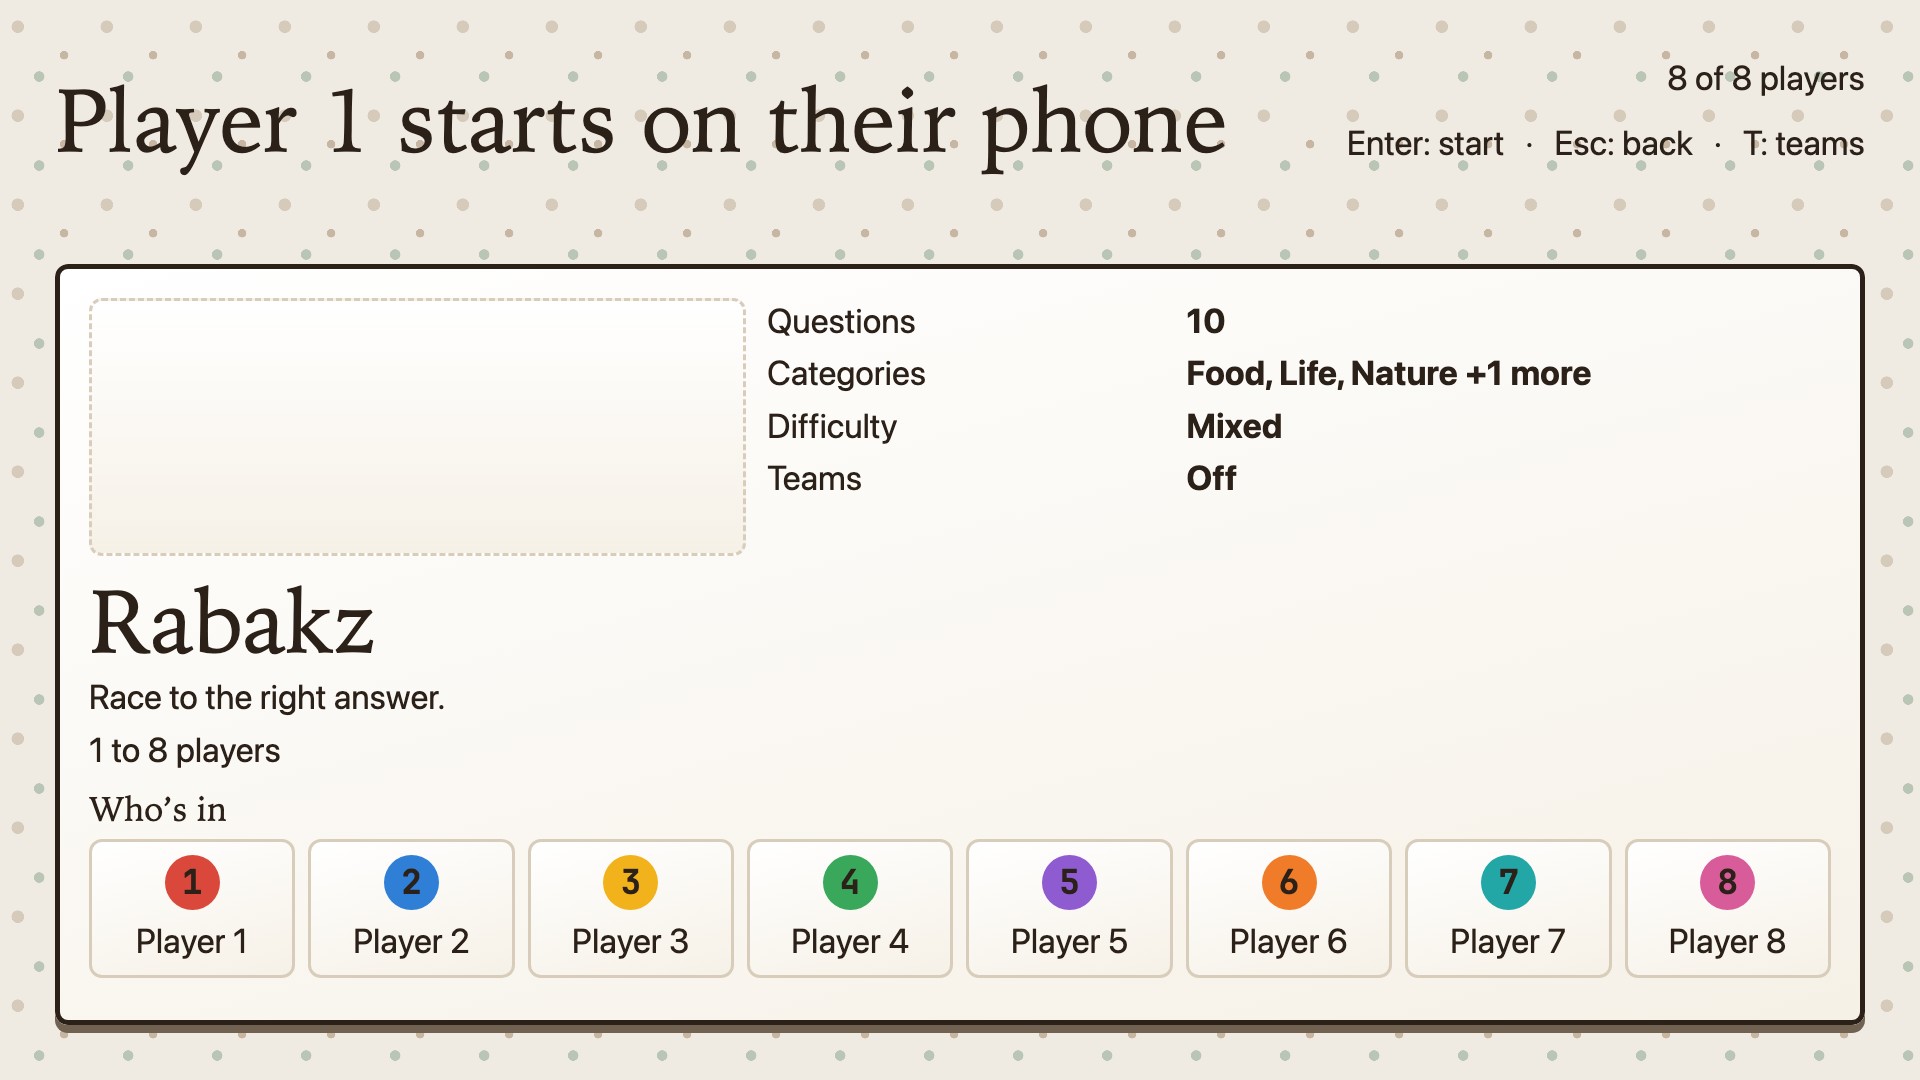 Player 1 starts on their phone
8 of 8 players
Enter: start · Esc: back · T: teams
Questions 10
Categories Food, Life, Nature +1 more
Difficulty Mixed
Teams Off
Rabakz
Race to the right answer.
1 to 8 players
Who’s in
1 2 3 4 5 6 7 8
Player 1 Player 2 Player 3 Player 4 Player 5 Player 6 Player 7 Player 8